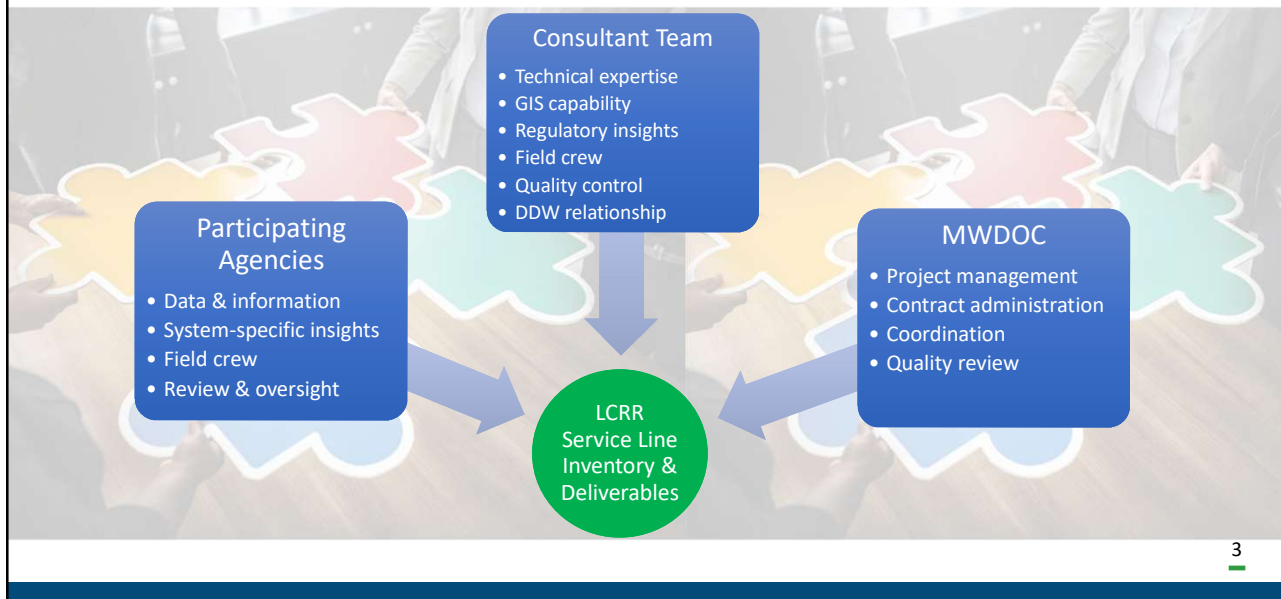 Consultant Team
• Technical expertise
• GIS capability
• Regulatory insights
• Field crew
• Quality control
• DDW relationship
Participating
Agencies
• Data & information
• System-specific insights
• Field crew
• Review & oversight
MWDOC
• Project management
• Contract administration
• Coordination
• Quality review
LCRR
Service Line
Inventory &
Deliverables
3